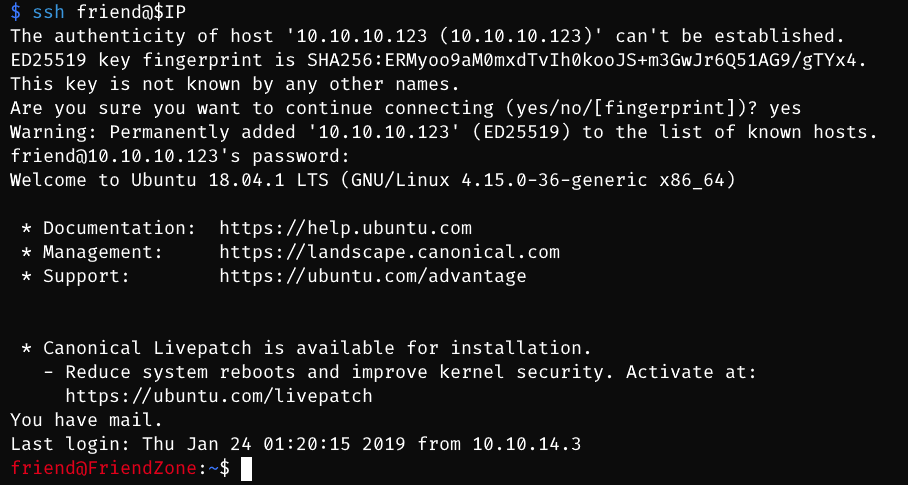 $ ssh friend@$IP
The authenticity of host '10.10.10.123 (10.10.10.123)' can't be established.
ED25519 key fingerprint is SHA256:ERMyoo9aM0mxdTvIh0kooJS+m3GwJr6Q51AG9/gTYx4.
This key is not known by any other names.
Are you sure you want to continue connecting (yes/no/[fingerprint])? yes
Warning: Permanently added '10.10.10.123' (ED25519) to the list of known hosts.
friend@10.10.10.123's password:
Welcome to Ubuntu 18.04.1 LTS (GNU/Linux 4.15.0-36-generic x86_64)
* Documentation:  https://help.ubuntu.com
* Management:     https://landscape.canonical.com
* Support:        https://ubuntu.com/advantage
* Canonical Livepatch is available for installation.
- Reduce system reboots and improve kernel security. Activate at:
https://ubuntu.com/livepatch
You have mail.
Last login: Thu Jan 24 01:20:15 2019 from 10.10.14.3
friend@FriendZone:~$